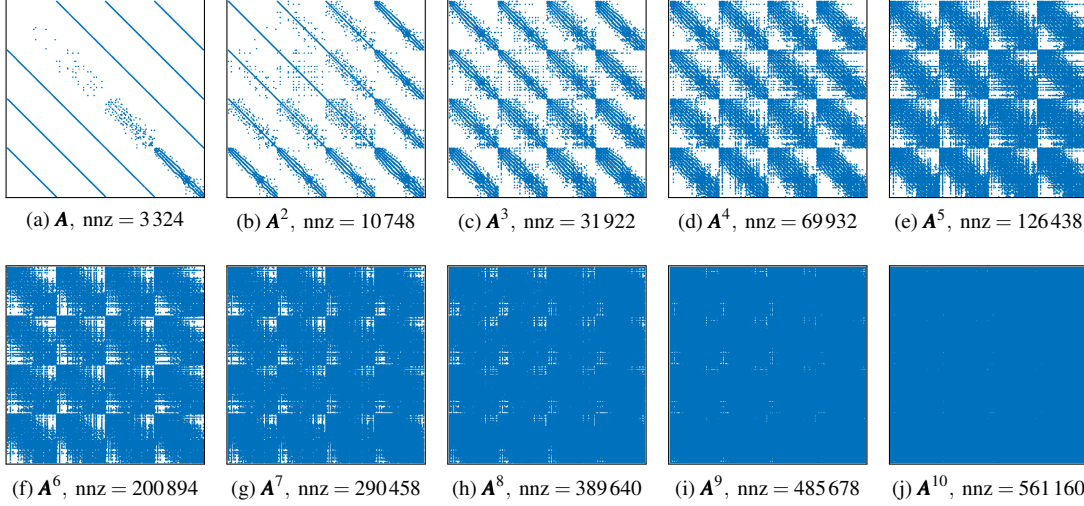 (a) A, nnz = 3 324
(b) A², nnz = 10 748
(c) A³, nnz = 31 922
(d) A⁴, nnz = 69 932
(e) A⁵, nnz = 126 438
(f) A⁶, nnz = 200 894
(g) A⁷, nnz = 290 458
(h) A⁸, nnz = 389 640
(i) A⁹, nnz = 485 678
(j) A¹⁰, nnz = 561 160